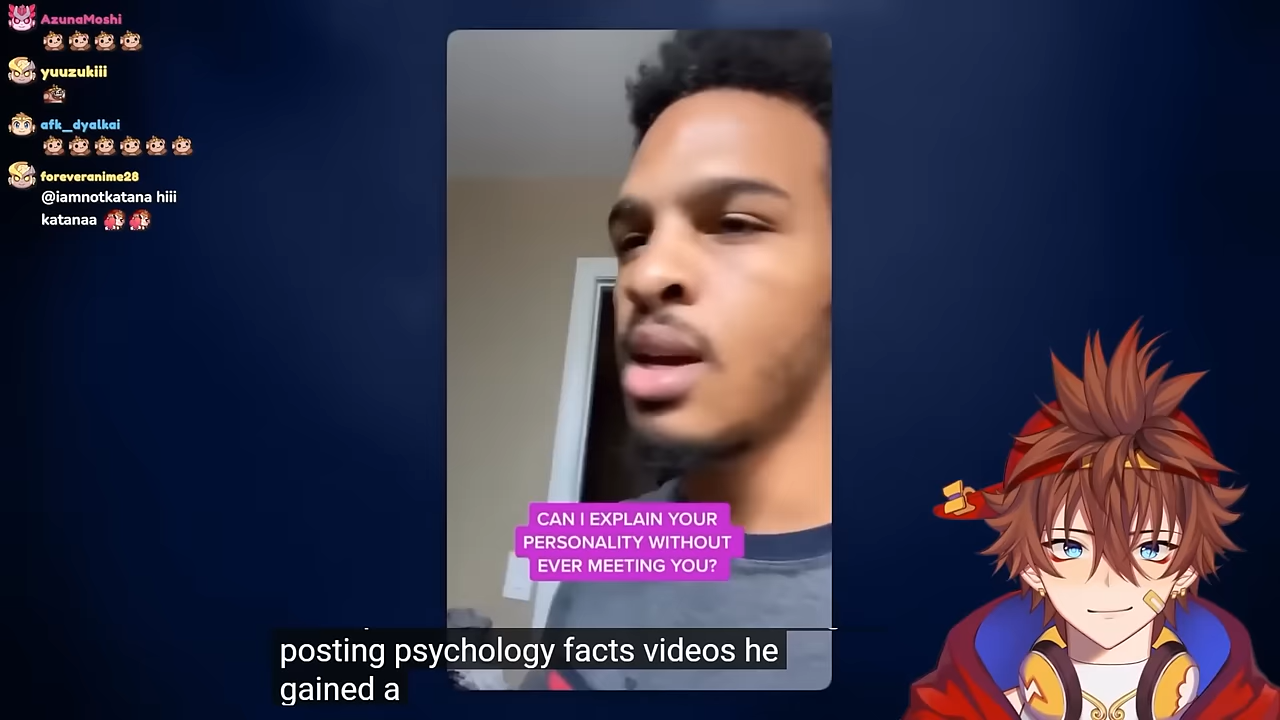 AzunaMoshi
yuuzukiii
afk_dyalkai
foreveranime28
@iamnotkatana hiii
katanaa
CAN I EXPLAIN YOUR
PERSONALITY WITHOUT
EVER MEETING YOU?
posting psychology facts videos he
gained a